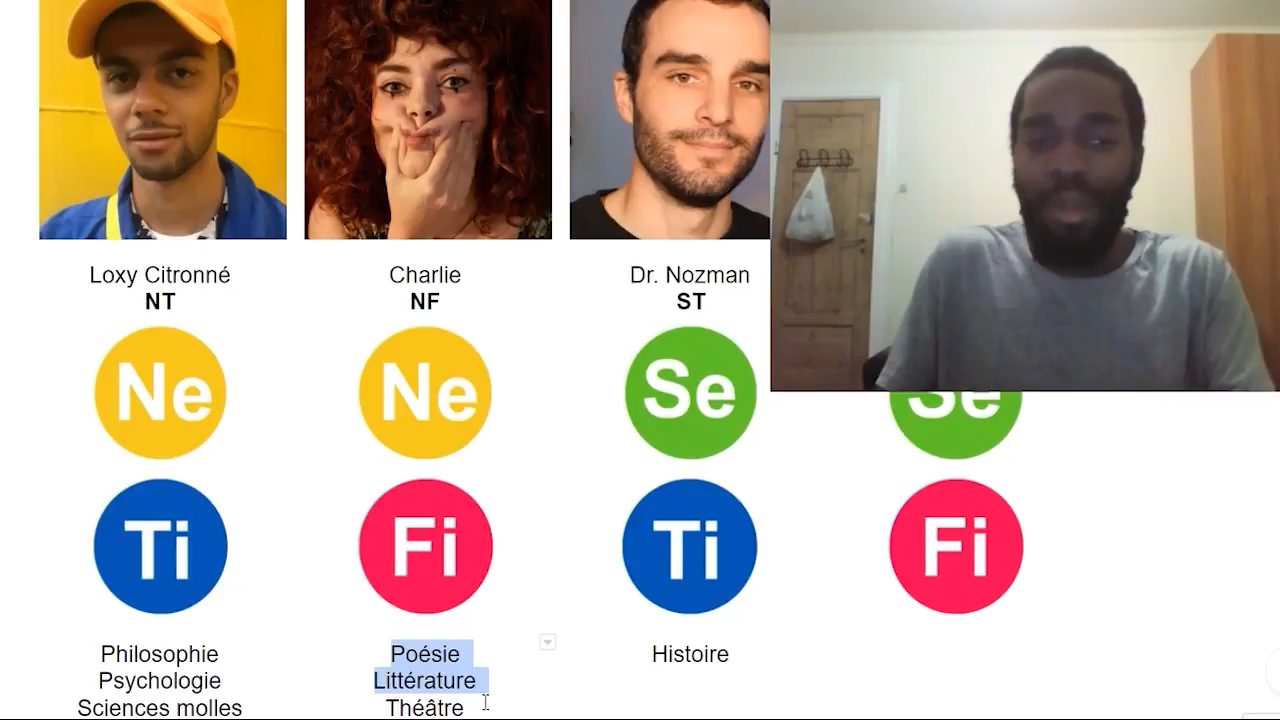 Loxy Citronné
NT
Charlie
NF
Dr. Nozman
ST
Ne
Ne
Se
Se
Ti
Fi
Ti
Fi
Philosophie
Psychologie
Sciences molles
Poésie
Littérature
Théâtre
Histoire